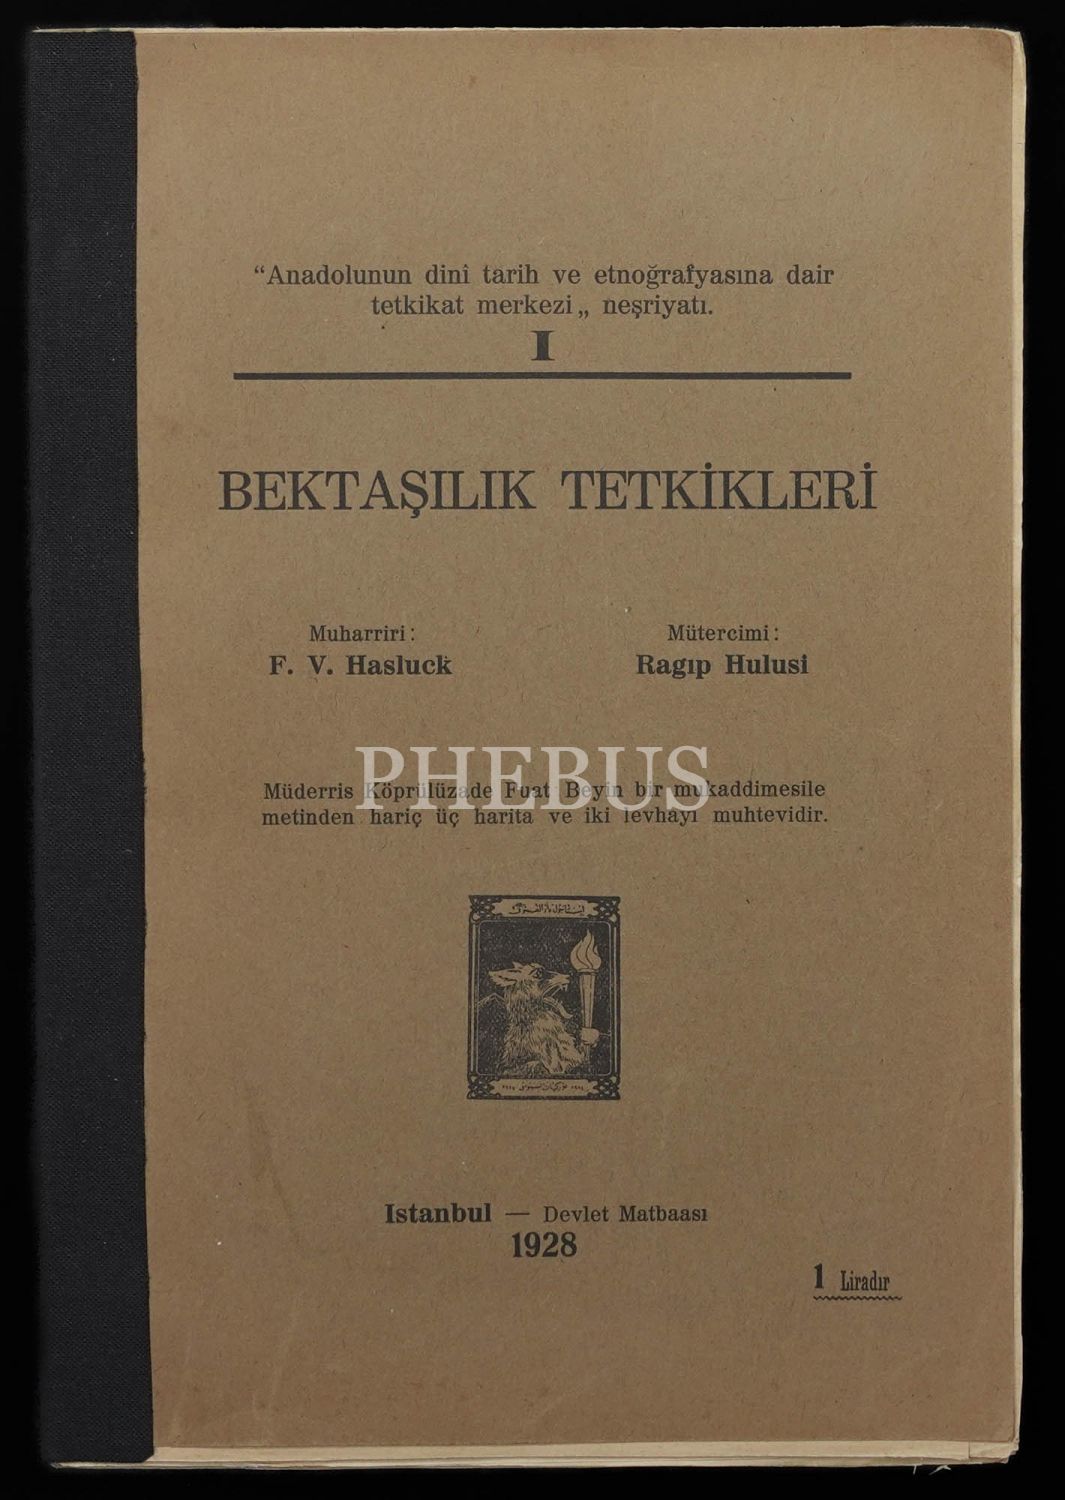 “Anadolunun dinî tarih ve etnoğrafyasına dair
tetkikat merkezi„ neşriyatı.
I
BEKTAŞILIK TETKİKLERİ
Muharriri:
F. V. Hasluck
Mütercimi:
Ragıp Hulusi
PHEBUS
Müderris Köprülüzade Fuat Beyin bir mukaddimesile
metinden hariç üç harita ve iki levhayı muhtevidir.
Istanbul — Devlet Matbaası
1928
1 Liradır